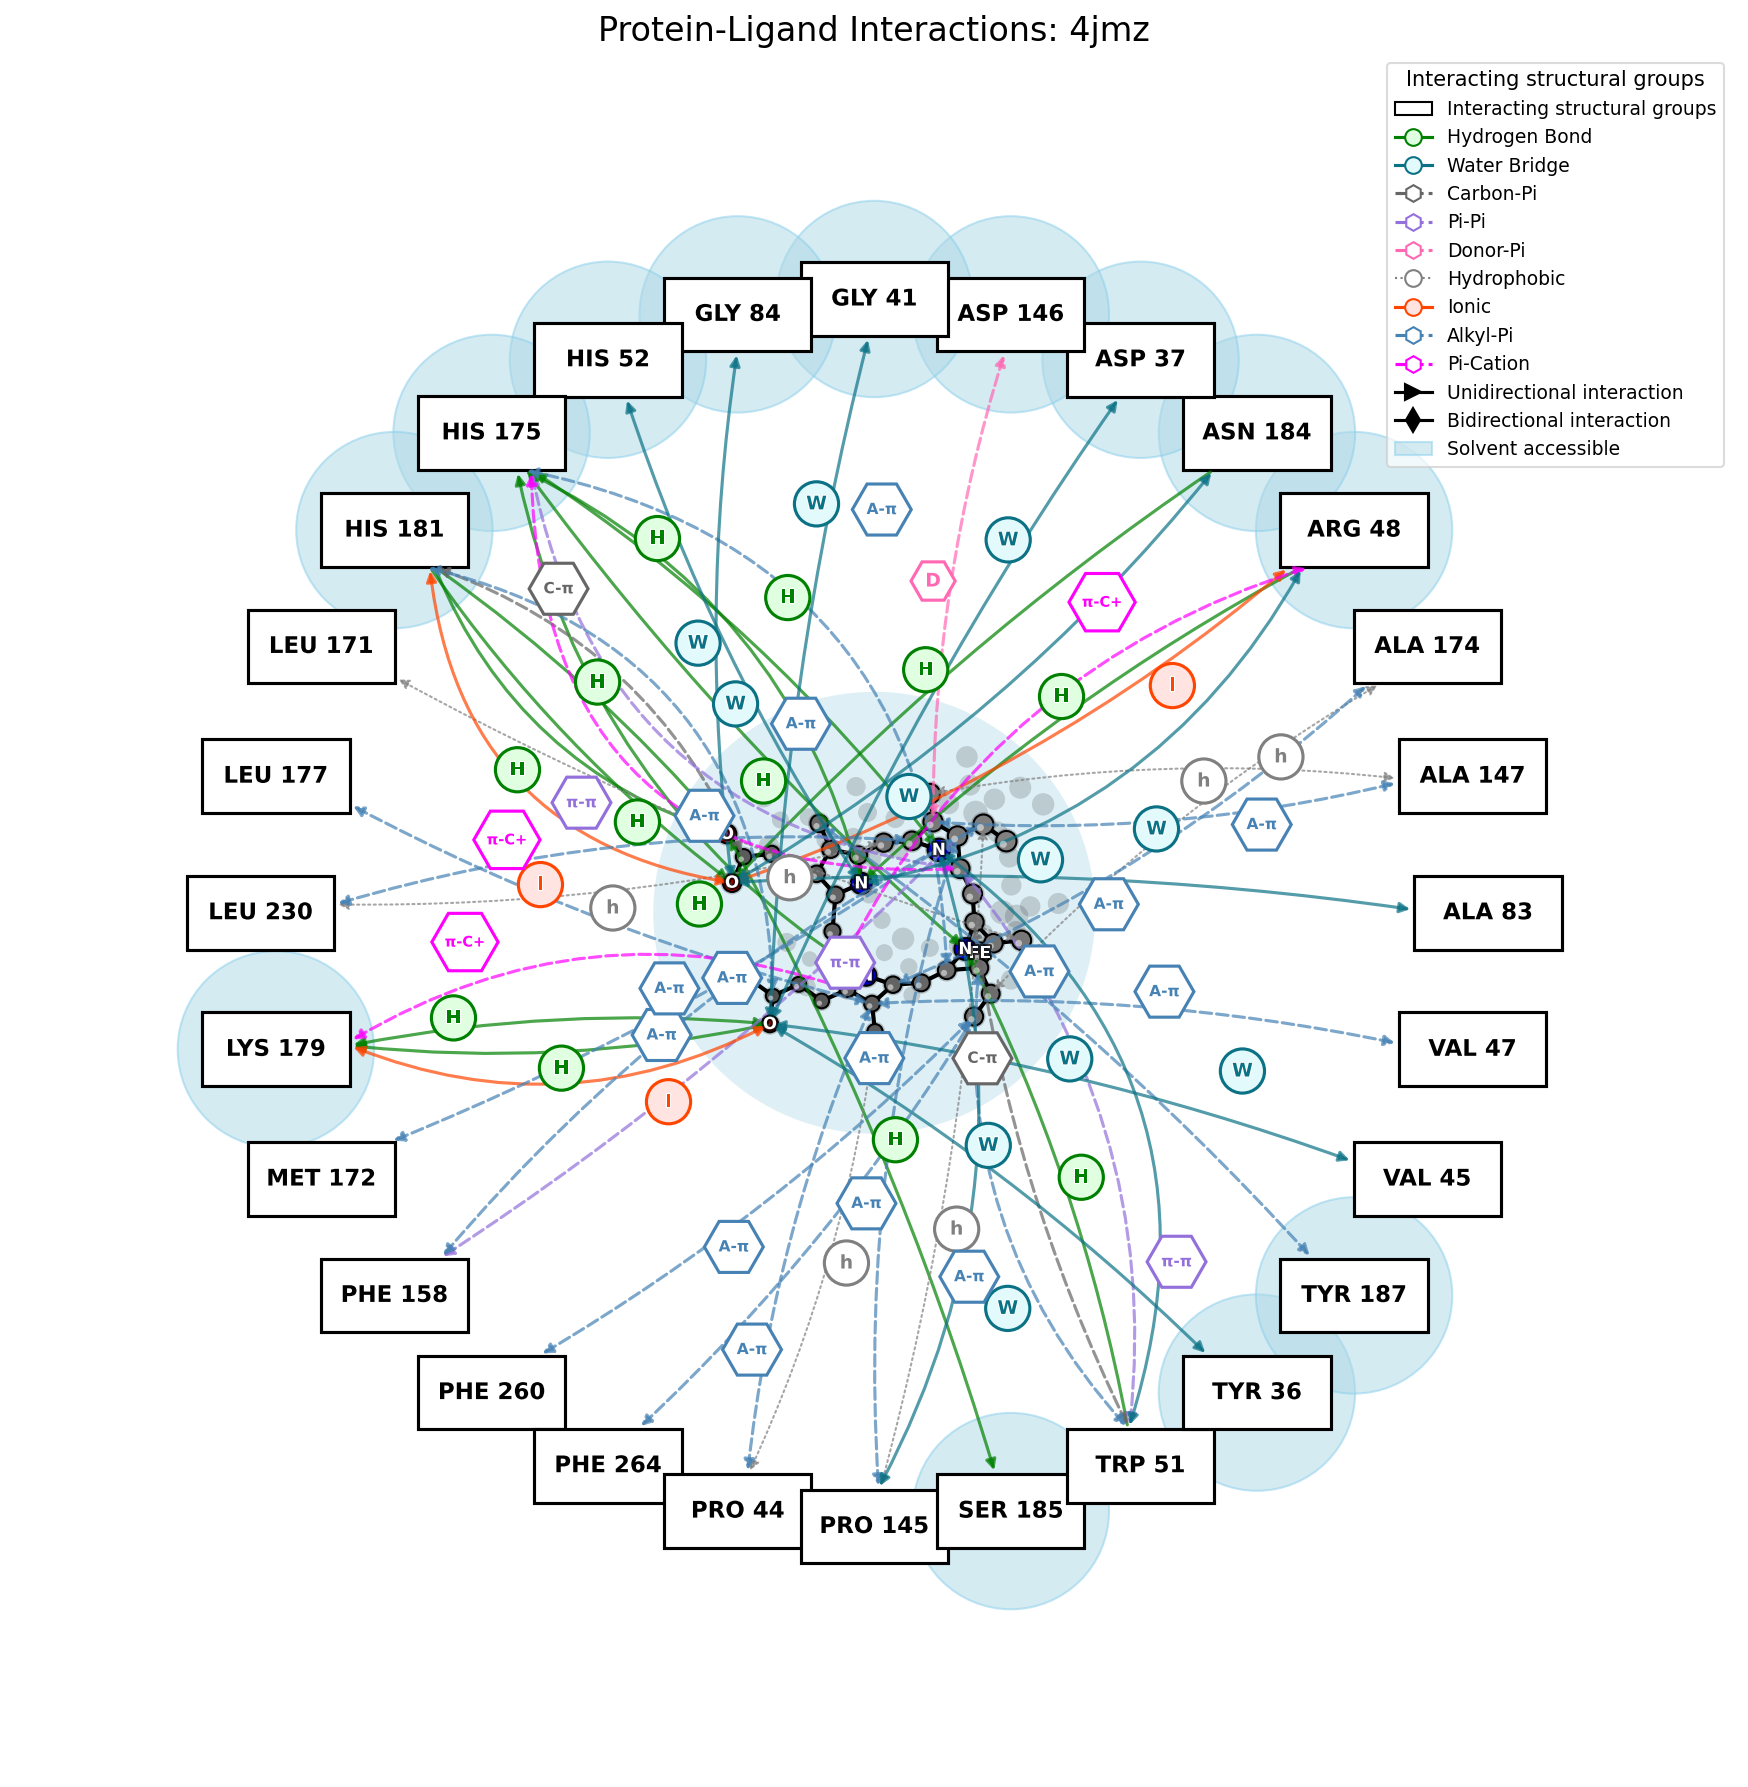 Protein-Ligand Interactions: 4jmz
Interacting structural groups
Interacting structural groups
Hydrogen Bond
Water Bridge
Carbon-Pi
Pi-Pi
Donor-Pi
Hydrophobic
Ionic
Alkyl-Pi
Pi-Cation
Unidirectional interaction
Bidirectional interaction
Solvent accessible
GLY 41
GLY 84
ASP 146
HIS 52
ASP 37
HIS 175
ASN 184
HIS 181
ARG 48
LEU 171
ALA 174
LEU 177
ALA 147
LEU 230
ALA 83
LYS 179
VAL 47
MET 172
VAL 45
PHE 158
TYR 187
PHE 260
TYR 36
PHE 264
TRP 51
PRO 44
SER 185
PRO 145
W
A-π
H
W
C-π
D
H
π-C+
W
H
H
I
H
W
A-π
h
H
H
h
π-π
W
A-π
H
A-π
W
π-C+
O
N
W
h
I
O
N
H
h
A-π
π-C+
N
FE
π-π
A-π
A-π
A-π
A-π
H
O
A-π
A-π
C-π
W
H
W
I
H
W
H
A-π
h
A-π
h
π-π
A-π
W
A-π